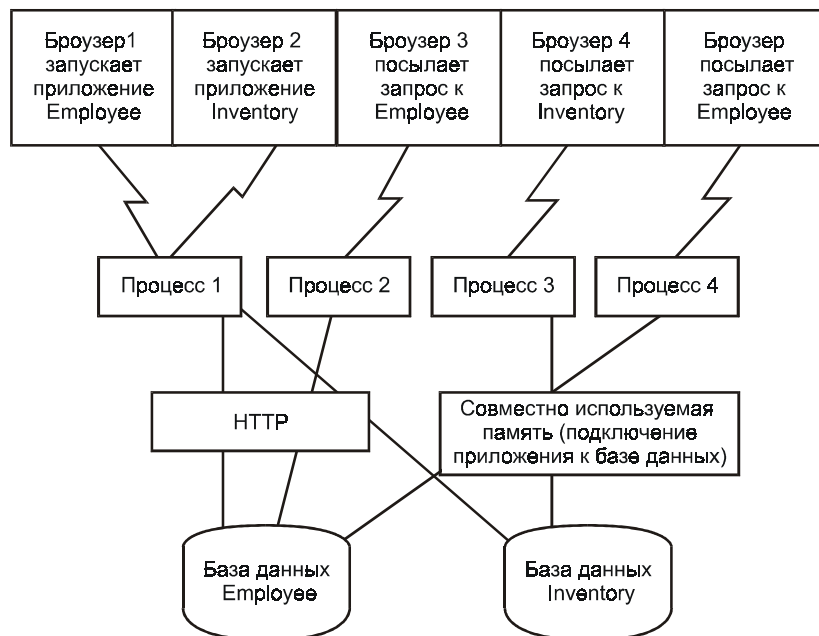 Броузер1
запускает
приложение
Employee
Броузер 2
запускает
приложение
Inventory
Броузер 3
посылает
запрос к
Employee
Броузер 4
посылает
запрос к
Inventory
Броузер
посылает
запрос к
Employee
Процесс 1
Процесс 2
Процесс 3
Процесс 4
HTTP
Совместно используемая
память (подключение
приложения к базе данных)
База данных
Employee
База данных
Inventory